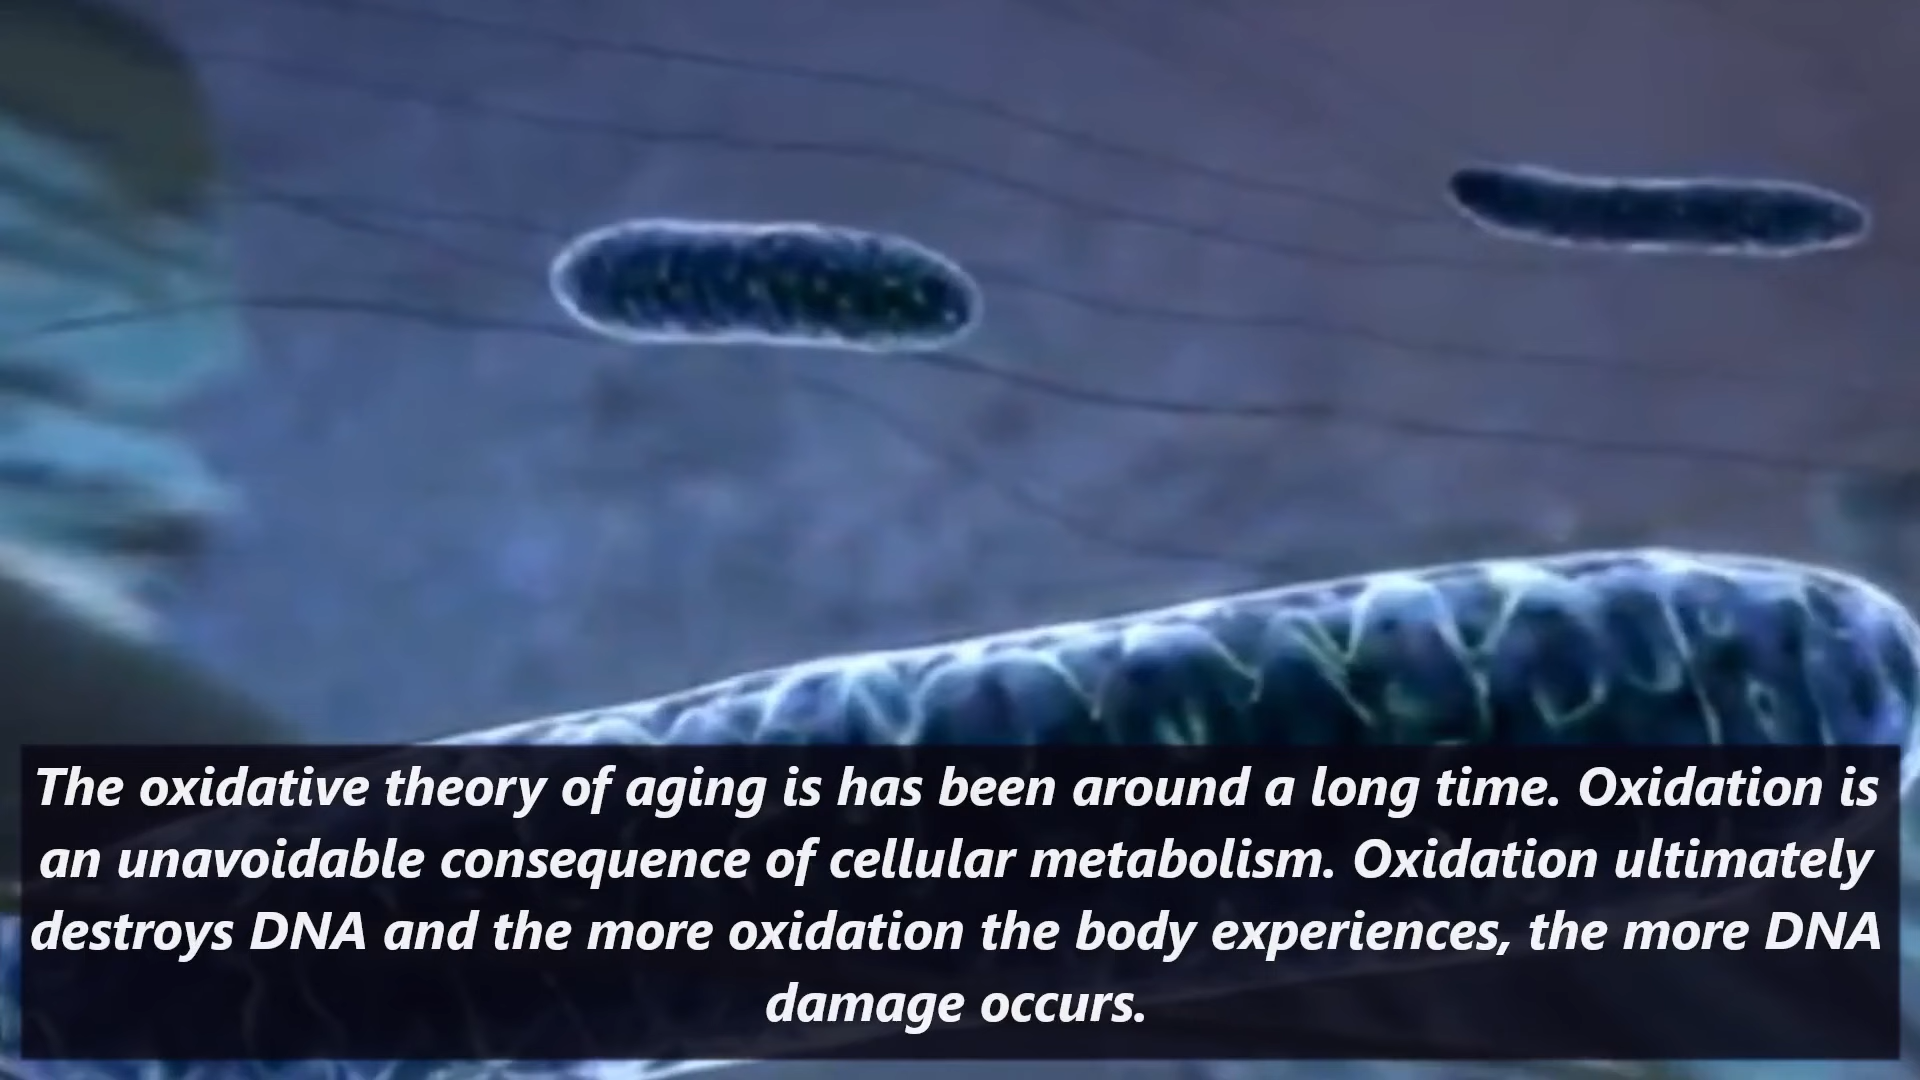 The oxidative theory of aging is has been around a long time. Oxidation is
an unavoidable consequence of cellular metabolism. Oxidation ultimately
destroys DNA and the more oxidation the body experiences, the more DNA
damage occurs.